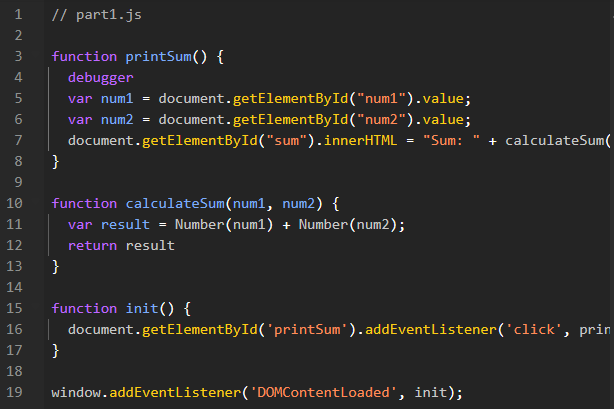 1 // part1.js
2
3 function printSum() {
4   debugger
5   var num1 = document.getElementById("num1").value;
6   var num2 = document.getElementById("num2").value;
7   document.getElementById("sum").innerHTML = "Sum: " + calculateSum(
8 }
9
10 function calculateSum(num1, num2) {
11   var result = Number(num1) + Number(num2);
12   return result
13 }
14
15 function init() {
16   document.getElementById('printSum').addEventListener('click', prin
17 }
18
19 window.addEventListener('DOMContentLoaded', init);